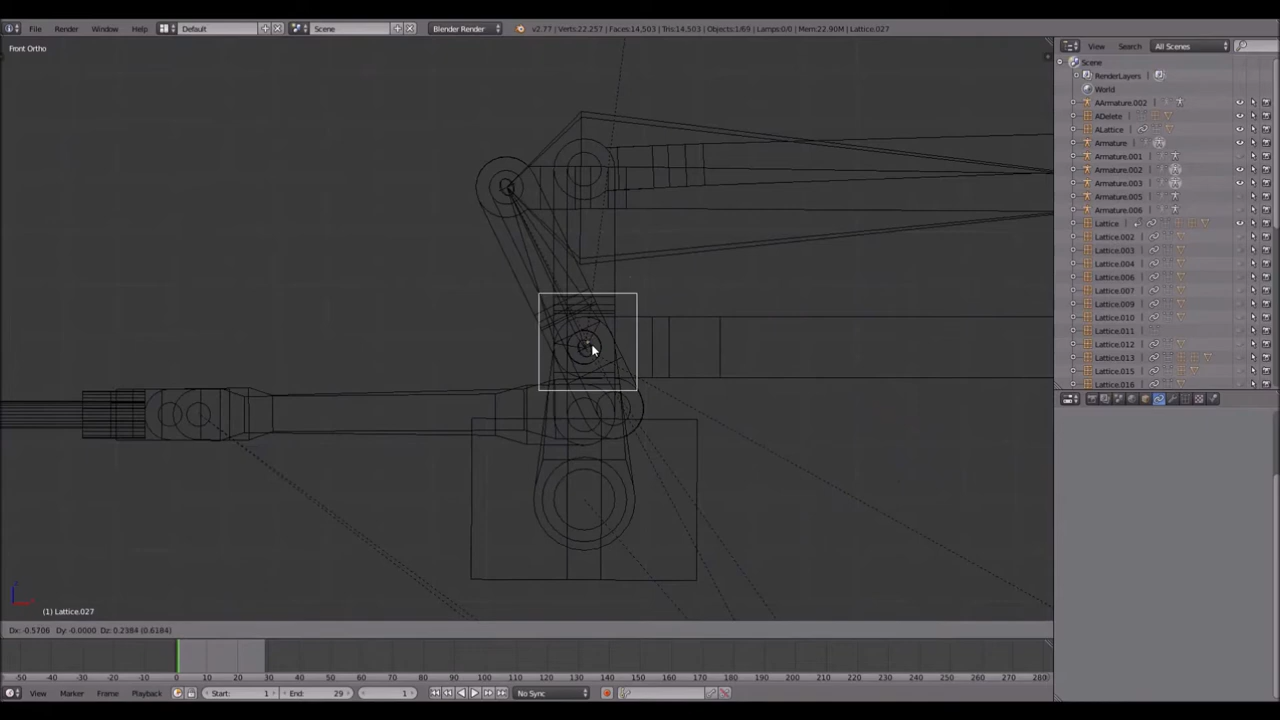 File Render Window Help Default Scene Blender Render v2.77 | Verts:22,257 | Faces:14,503 | Tris:14,503 | Objects:1/69 | Lamps:0/0 | Mem:22.90M | Lattice.027
Front Ortho
View Search All Scenes
Scene
RenderLayers
World
AArmature.002
ADelete
ALattice
Armature
Armature.001
Armature.002
Armature.003
Armature.005
Armature.006
Lattice
Lattice.002
Lattice.003
Lattice.004
Lattice.006
Lattice.007
Lattice.009
Lattice.010
Lattice.011
Lattice.012
Lattice.013
Lattice.015
Lattice.016
(1) Lattice.027
Dx: -0.5706 Dy: -0.0000 Dz: 0.2384 (0.6184)
-50 -40 -30 -20 -10 0 10 20 30 40 50 60 70 80 90 100 110 120 130 140 150 160 170 180 190 200 210 220 230 240 250 260 270 280
View Marker Frame Playback Start: 1 End: 29 1 No Sync